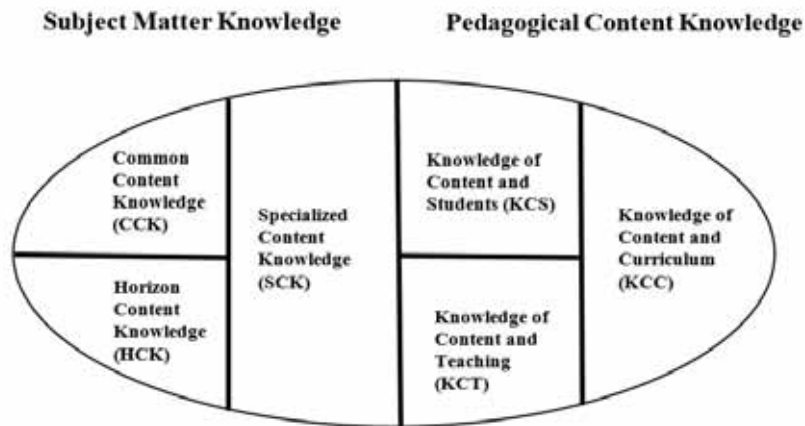 Subject Matter Knowledge
Pedagogical Content Knowledge
Common
Content
Knowledge
(CCK)
Horizon
Content
Knowledge
(HCK)
Specialized
Content
Knowledge
(SCK)
Knowledge of
Content and
Students (KCS)
Knowledge of
Content and
Teaching
(KCT)
Knowledge of
Content and
Curriculum
(KCC)